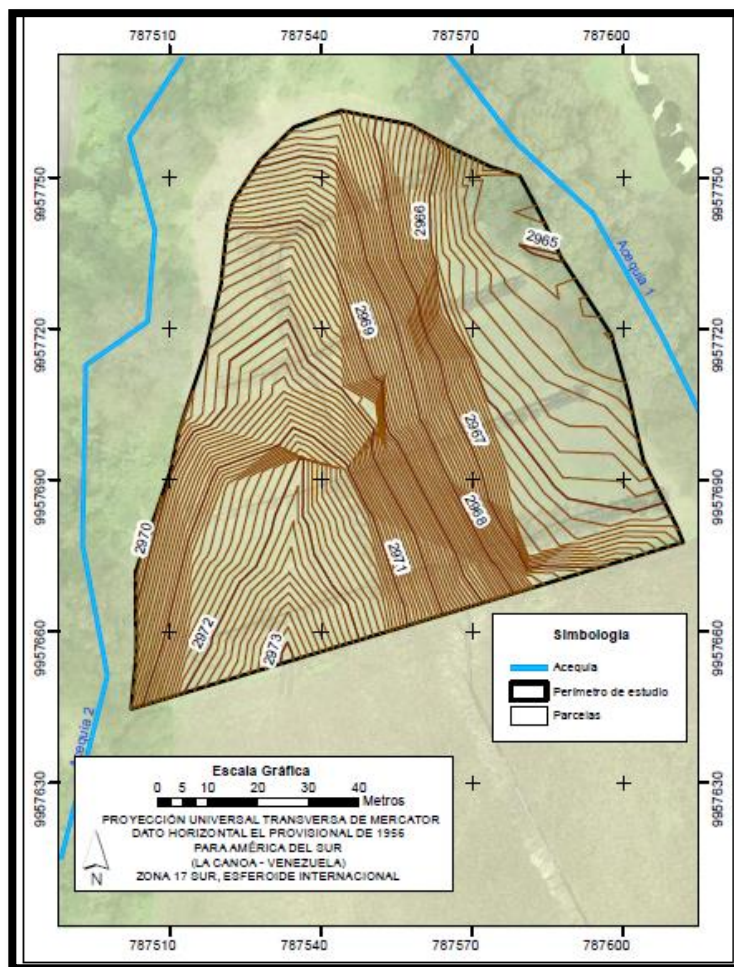 787510 787540 787570 787600
9957750 9957750
9957720 9957720
9957690 9957690
9957660 9957660
9957630 9957630
2966
2965
Acequia 1
2969
2967
2968
2970
2971
2972
2973
Acequia 2
Simbología
Acequia
Perímetro de estudio
Parcelas
Escala Gráfica
0 5 10 20 30 40
Metros
PROYECCIÓN UNIVERSAL TRANSVERSA DE MERCATOR
DATO HORIZONTAL EL PROVISIONAL DE 1956
PARA AMÉRICA DEL SUR
(LA CANOA - VENEZUELA)
ZONA 17 SUR, ESFEROIDE INTERNACIONAL
N
787510 787540 787570 787600